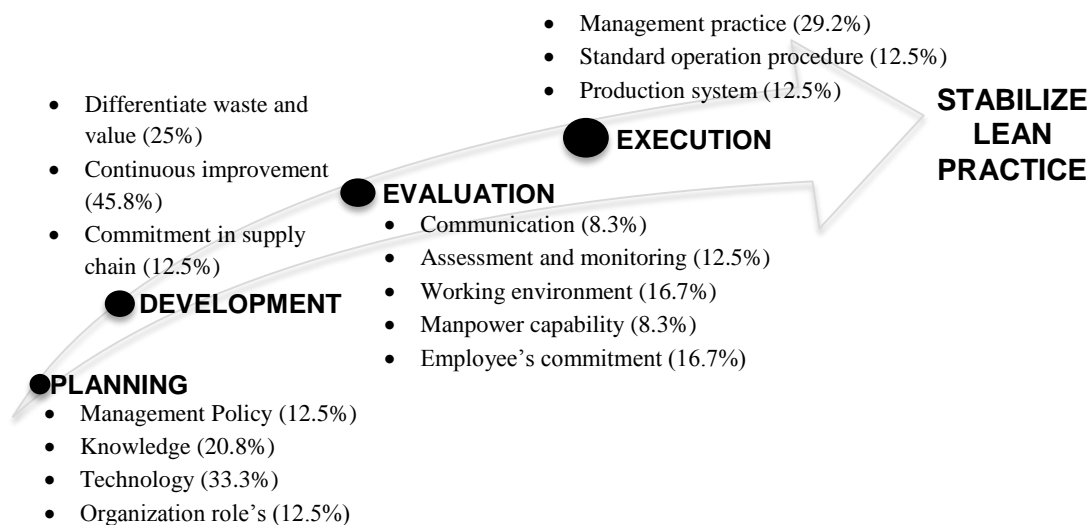 • Management practice (29.2%)
• Standard operation procedure (12.5%)
• Production system (12.5%)
STABILIZE
LEAN
PRACTICE
EXECUTION
• Differentiate waste and
value (25%)
• Continuous improvement
(45.8%)
• Commitment in supply
chain (12.5%)
EVALUATION
• Communication (8.3%)
• Assessment and monitoring (12.5%)
• Working environment (16.7%)
• Manpower capability (8.3%)
• Employee’s commitment (16.7%)
DEVELOPMENT
PLANNING
• Management Policy (12.5%)
• Knowledge (20.8%)
• Technology (33.3%)
• Organization role’s (12.5%)